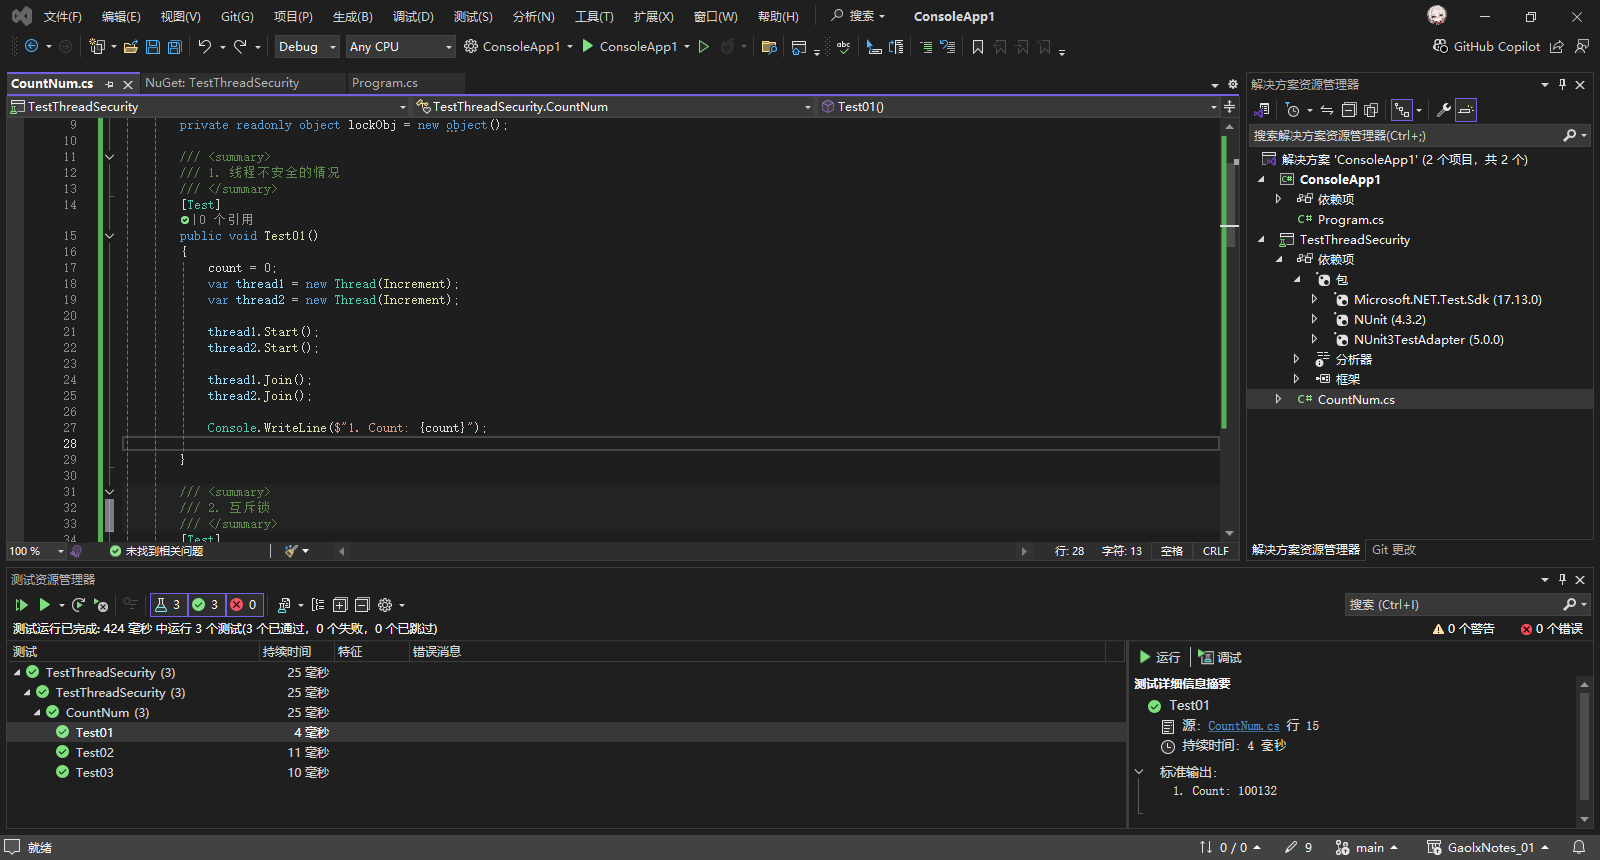 文件(F) 编辑(E) 视图(V) Git(G) 项目(P) 生成(B) 调试(D) 测试(S) 分析(N) 工具(T) 扩展(X) 窗口(W) 帮助(H) 搜索 ConsoleApp1
Debug Any CPU ConsoleApp1 ConsoleApp1 GitHub Copilot
CountNum.cs NuGet: TestThreadSecurity Program.cs
TestThreadSecurity TestThreadSecurity.CountNum Test01()
9 private readonly object lockObj = new object();
10
11 /// <summary>
12 /// 1. 线程不安全的情况
13 /// </summary>
14 [Test]
0 个引用
15 public void Test01()
16 {
17 count = 0;
18 var thread1 = new Thread(Increment);
19 var thread2 = new Thread(Increment);
20
21 thread1.Start();
22 thread2.Start();
23
24 thread1.Join();
25 thread2.Join();
26
27 Console.WriteLine($"1. Count: {count}");
28
29 }
30
31 /// <summary>
32 /// 2. 互斥锁
33 /// </summary>
34 [Test]
100 % 未找到相关问题 行: 28 字符: 13 空格 CRLF
解决方案资源管理器
搜索解决方案资源管理器(Ctrl+;)
解决方案 'ConsoleApp1' (2 个项目，共 2 个)
ConsoleApp1
依赖项
Program.cs
TestThreadSecurity
依赖项
包
Microsoft.NET.Test.Sdk (17.13.0)
NUnit (4.3.2)
NUnit3TestAdapter (5.0.0)
分析器
框架
CountNum.cs
解决方案资源管理器 Git 更改
测试资源管理器
3 3 0 搜索 (Ctrl+I)
测试运行已完成: 424 毫秒 中运行 3 个测试(3 个已通过，0 个失败，0 个已跳过) 0 个警告 0 个错误
测试 持续时间 特征 错误消息
TestThreadSecurity (3) 25 毫秒
TestThreadSecurity (3) 25 毫秒
CountNum (3) 25 毫秒
Test01 4 毫秒
Test02 11 毫秒
Test03 10 毫秒
运行 调试
测试详细信息摘要
Test01
源: CountNum.cs 行 15
持续时间: 4 毫秒
标准输出:
1. Count: 100132
就绪 0 / 0 9 main GaolxNotes_01